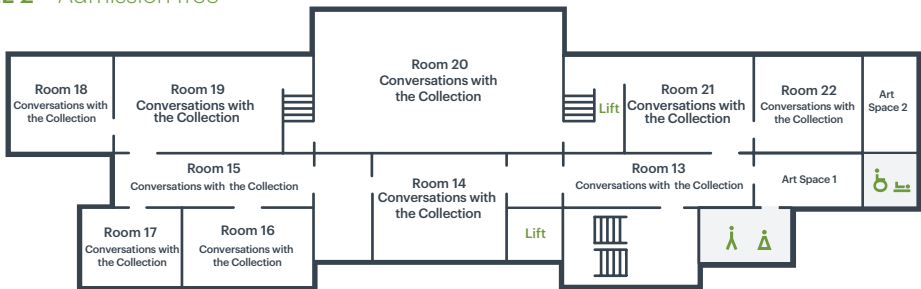 2 Admission free
Room 20
Conversations with
the Collection
Room 18
Conversations with
the Collection
Room 19
Conversations with
the Collection
Lift
Room 21
Conversations with
the Collection
Room 22
Conversations with
the Collection
Art
Space 2
Room 15
Conversations with the Collection
Room 14
Conversations with
the Collection
Room 13
Conversations with the Collection
Art Space 1
Room 17
Conversations with
the Collection
Room 16
Conversations with
the Collection
Lift